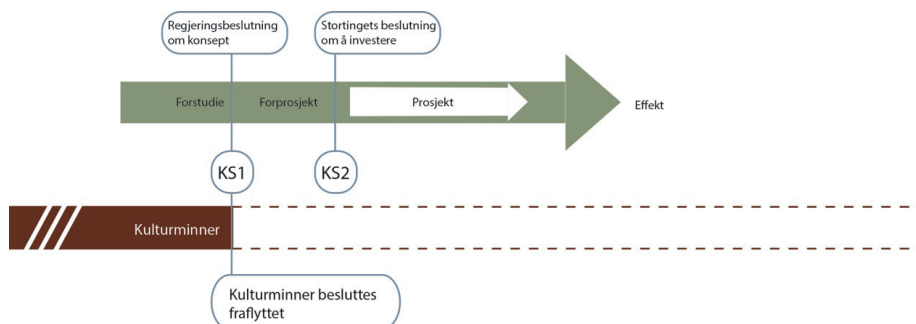 Regjeringsbeslutning
om konsept
Stortingets beslutning
om å investere
Forstudie
Forprosjekt
Prosjekt
Effekt
KS1
KS2
Kulturminner
Kulturminner besluttes
fraflyttet